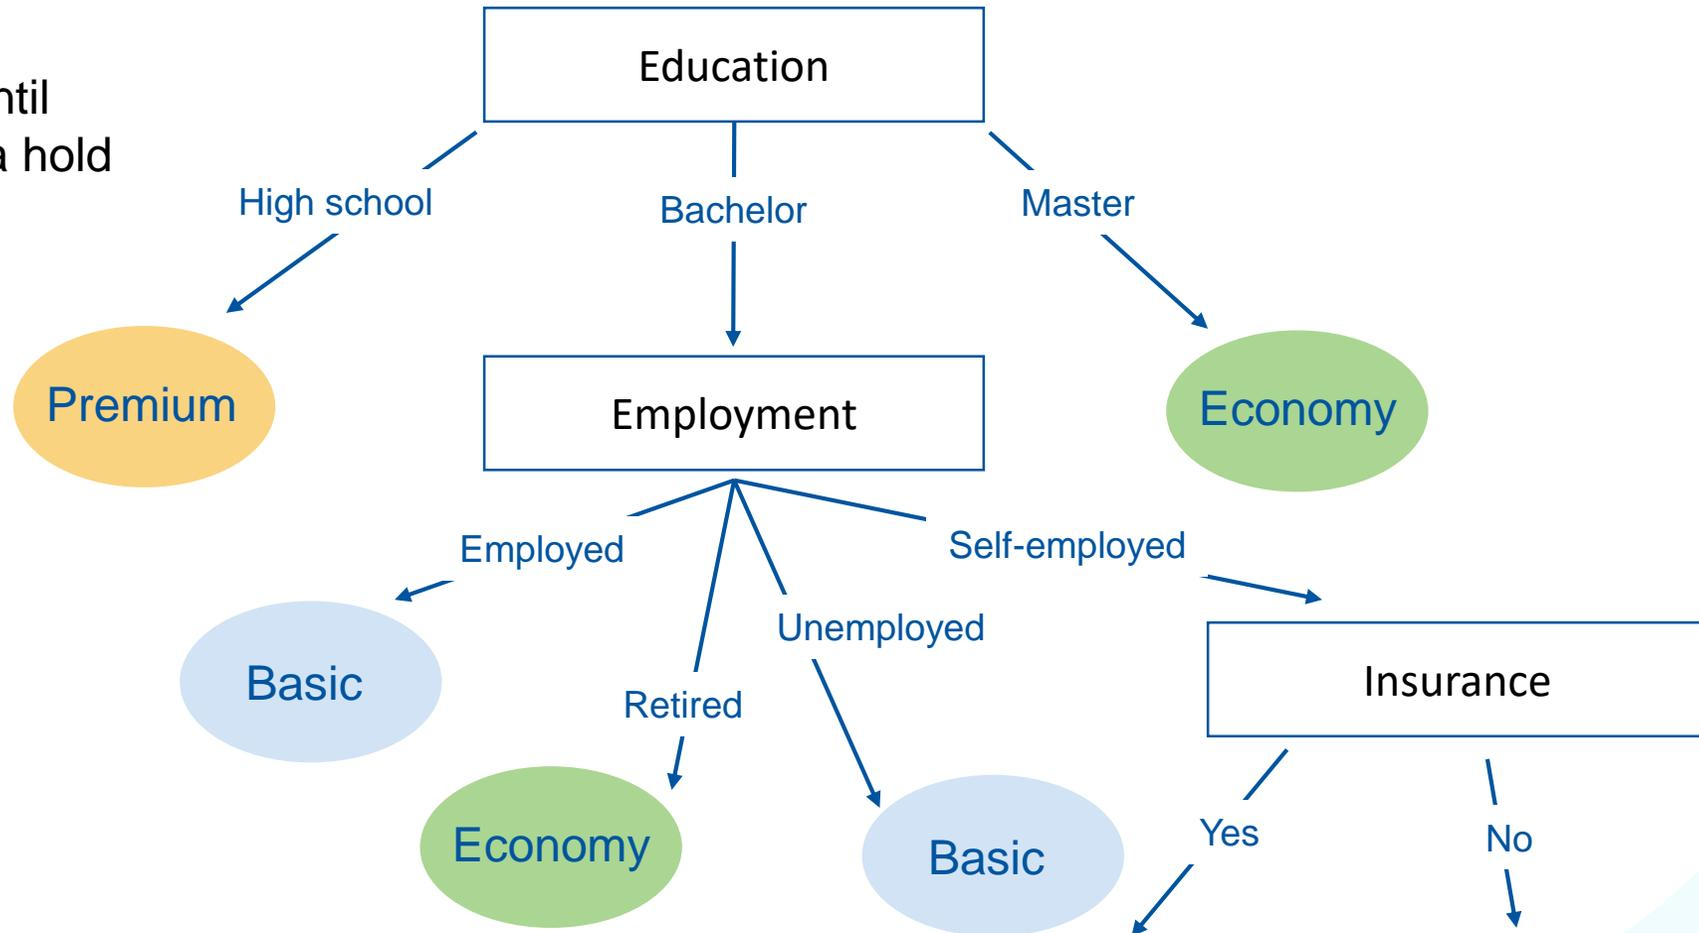 Education
hold
High school
Bachelor
Master
Premium
Employment
Economy
Employed
Self-employed
Unemployed
Basic
Insurance
Retired
Economy
Basic
Yes
No